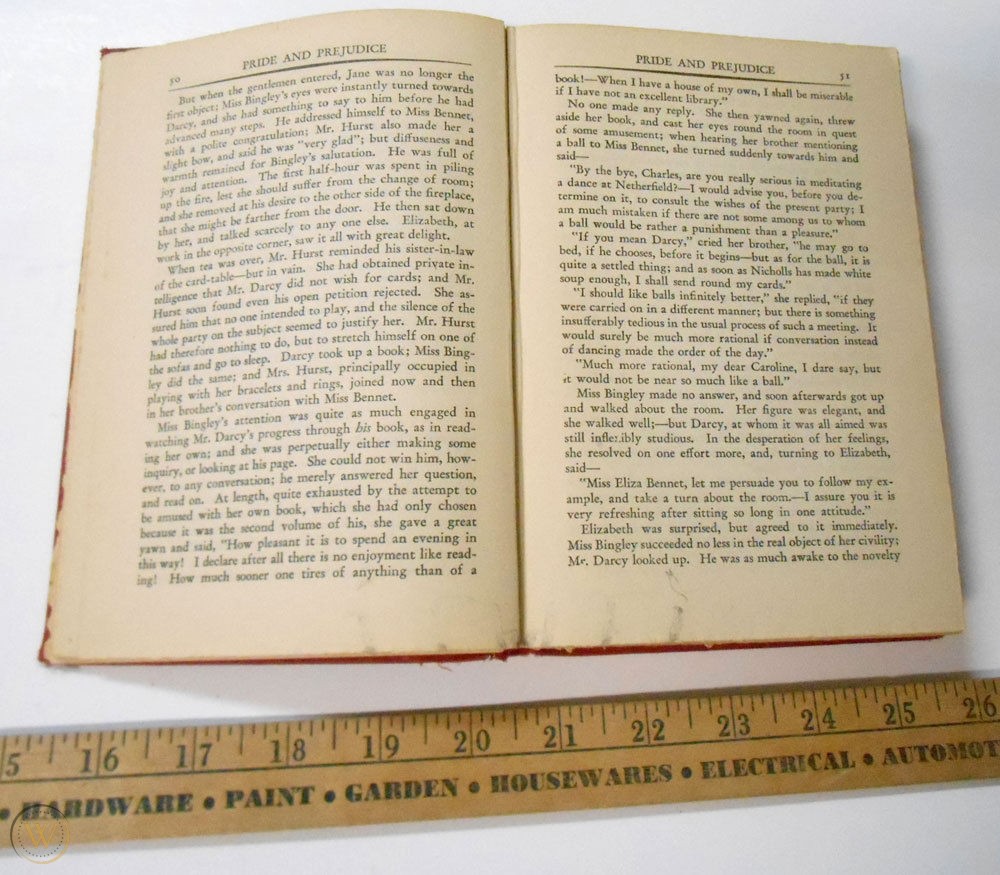 50
PRIDE AND PREJUDICE
But when the gentlemen entered, Jane was no longer the
first object; Miss Bingley's eyes were instantly turned towards
Darcy, and she had something to say to him before he had
advanced many steps. He addressed himself to Miss Bennet,
with a polite congratulation; Mr. Hurst also made her a
slight bow, and said he was "very glad"; but diffuseness and
warmth remained for Bingley's salutation. He was full of
joy and attention. The first half-hour was spent in piling
up the fire, lest she should suffer from the change of room;
and she removed at his desire to the other side of the fireplace,
that she might be farther from the door. He then sat down
by her, and talked scarcely to any one else. Elizabeth, at
work in the opposite corner, saw it all with great delight.
When tea was over, Mr. Hurst reminded his sister-in-law
of the card-table—but in vain. She had obtained private in-
telligence that Mr. Darcy did not wish for cards; and Mr.
Hurst soon found even his open petition rejected. She as-
sured him that no one intended to play, and the silence of the
whole party on the subject seemed to justify her. Mr. Hurst
had therefore nothing to do, but to stretch himself on one of
the sofas and go to sleep. Darcy took up a book; Miss Bing-
ley did the same; and Mrs. Hurst, principally occupied in
playing with her bracelets and rings, joined now and then
in her brother's conversation with Miss Bennet.
Miss Bingley's attention was quite as much engaged in
watching Mr. Darcy's progress through his book, as in read-
ing her own; and she was perpetually either making some
inquiry, or looking at his page. She could not win him, how-
ever, to any conversation; he merely answered her question,
and read on. At length, quite exhausted by the attempt to
be amused with her own book, which she had only chosen
because it was the second volume of his, she gave a great
yawn and said, "How pleasant it is to spend an evening in
this way! I declare after all there is no enjoyment like read-
ing! How much sooner one tires of anything than of a
PRIDE AND PREJUDICE
51
book!—When I have a house of my own, I shall be miserable
if I have not an excellent library."
No one made any reply. She then yawned again, threw
aside her book, and cast her eyes round the room in quest
of some amusement; when hearing her brother mentioning
a ball to Miss Bennet, she turned suddenly towards him and
said—
"By the bye, Charles, are you really serious in meditating
a dance at Netherfield?—I would advise you, before you de-
termine on it, to consult the wishes of the present party; I
am much mistaken if there are not some among us to whom
a ball would be rather a punishment than a pleasure."
"If you mean Darcy," cried her brother, "he may go to
bed, if he chooses, before it begins—but as for the ball, it is
quite a settled thing; and as soon as Nicholls has made white
soup enough, I shall send round my cards."
"I should like balls infinitely better," she replied, "if they
were carried on in a different manner; but there is something
insufferably tedious in the usual process of such a meeting. It
would surely be much more rational if conversation instead
of dancing made the order of the day."
"Much more rational, my dear Caroline, I dare say, but
it would not be near so much like a ball."
Miss Bingley made no answer, and soon afterwards got up
and walked about the room. Her figure was elegant, and
she walked well;—but Darcy, at whom it was all aimed was
still inflexibly studious. In the desperation of her feelings,
she resolved on one effort more, and, turning to Elizabeth,
said—
"Miss Eliza Bennet, let me persuade you to follow my ex-
ample, and take a turn about the room.—I assure you it is
very refreshing after sitting so long in one attitude."
Elizabeth was surprised, but agreed to it immediately.
Miss Bingley succeeded no less in the real object of her civility;
Mr. Darcy looked up. He was as much awake to the novelty
5 16 17 18 19 20 21 22 23 24 25 26
• HARDWARE • PAINT • GARDEN • HOUSEWARES • ELECTRICAL • AUTOMOT
W